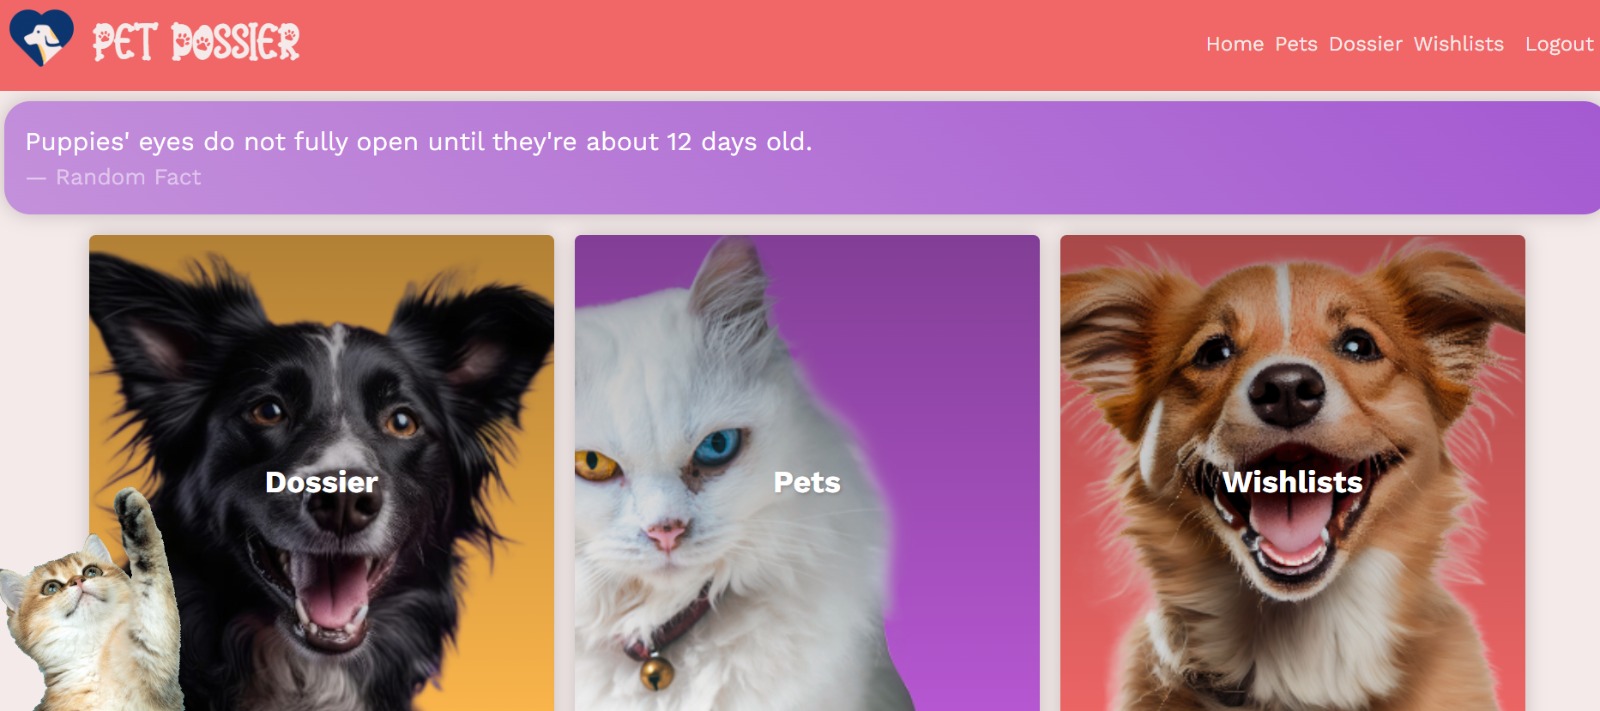 PET DOSSIER
Home Pets Dossier Wishlists Logout
Puppies' eyes do not fully open until they're about 12 days old.
— Random Fact
Dossier
Pets
Wishlists